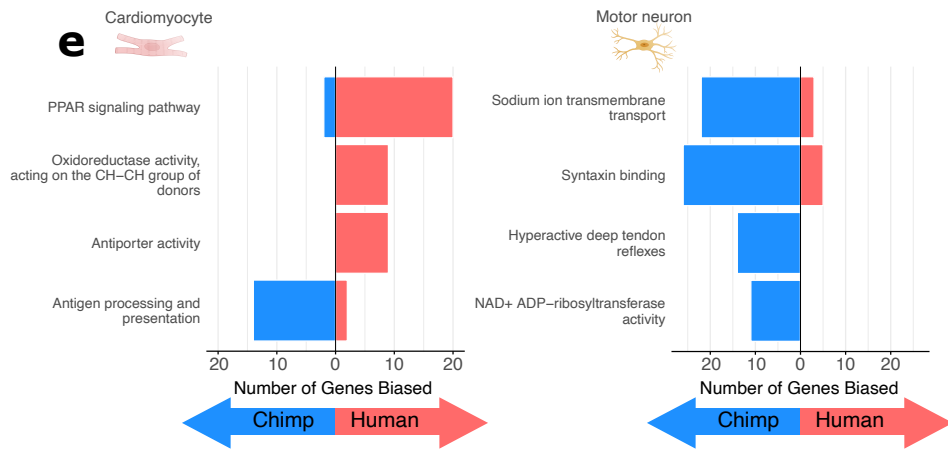 e
Cardiomyocyte
PPAR signaling pathway
Oxidoreductase activity,
acting on the CH−CH group of
donors
Antiporter activity
Antigen processing and
presentation
20 10 0 10 20
Number of Genes Biased
Chimp Human
Motor neuron
Sodium ion transmembrane
transport
Syntaxin binding
Hyperactive deep tendon
reflexes
NAD+ ADP−ribosyltransferase
activity
20 10 0 10 20
Number of Genes Biased
Chimp Human